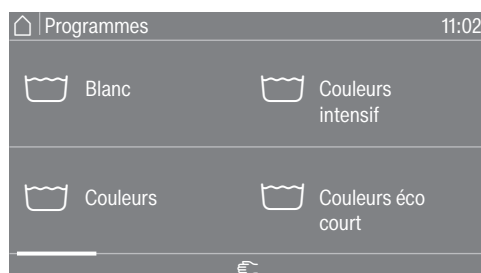 Programmes 11:02
Blanc
Couleurs
intensif
Couleurs
Couleurs éco
court